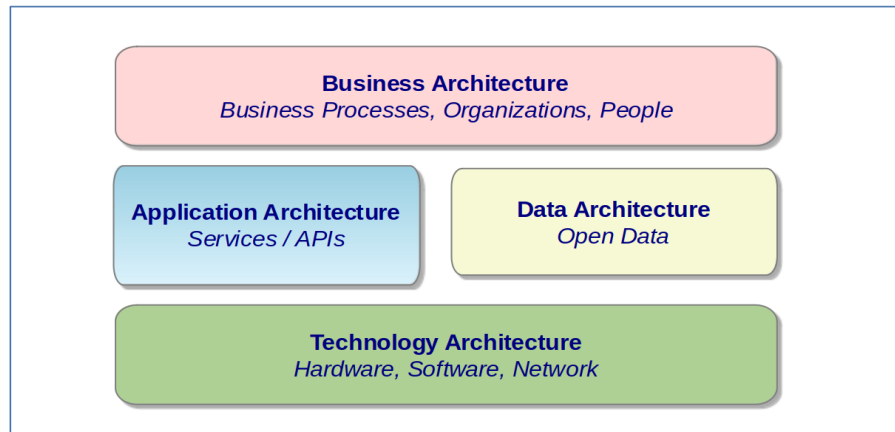 Business Architecture
Business Processes, Organizations, People
Application Architecture
Services / APIs
Data Architecture
Open Data
Technology Architecture
Hardware, Software, Network